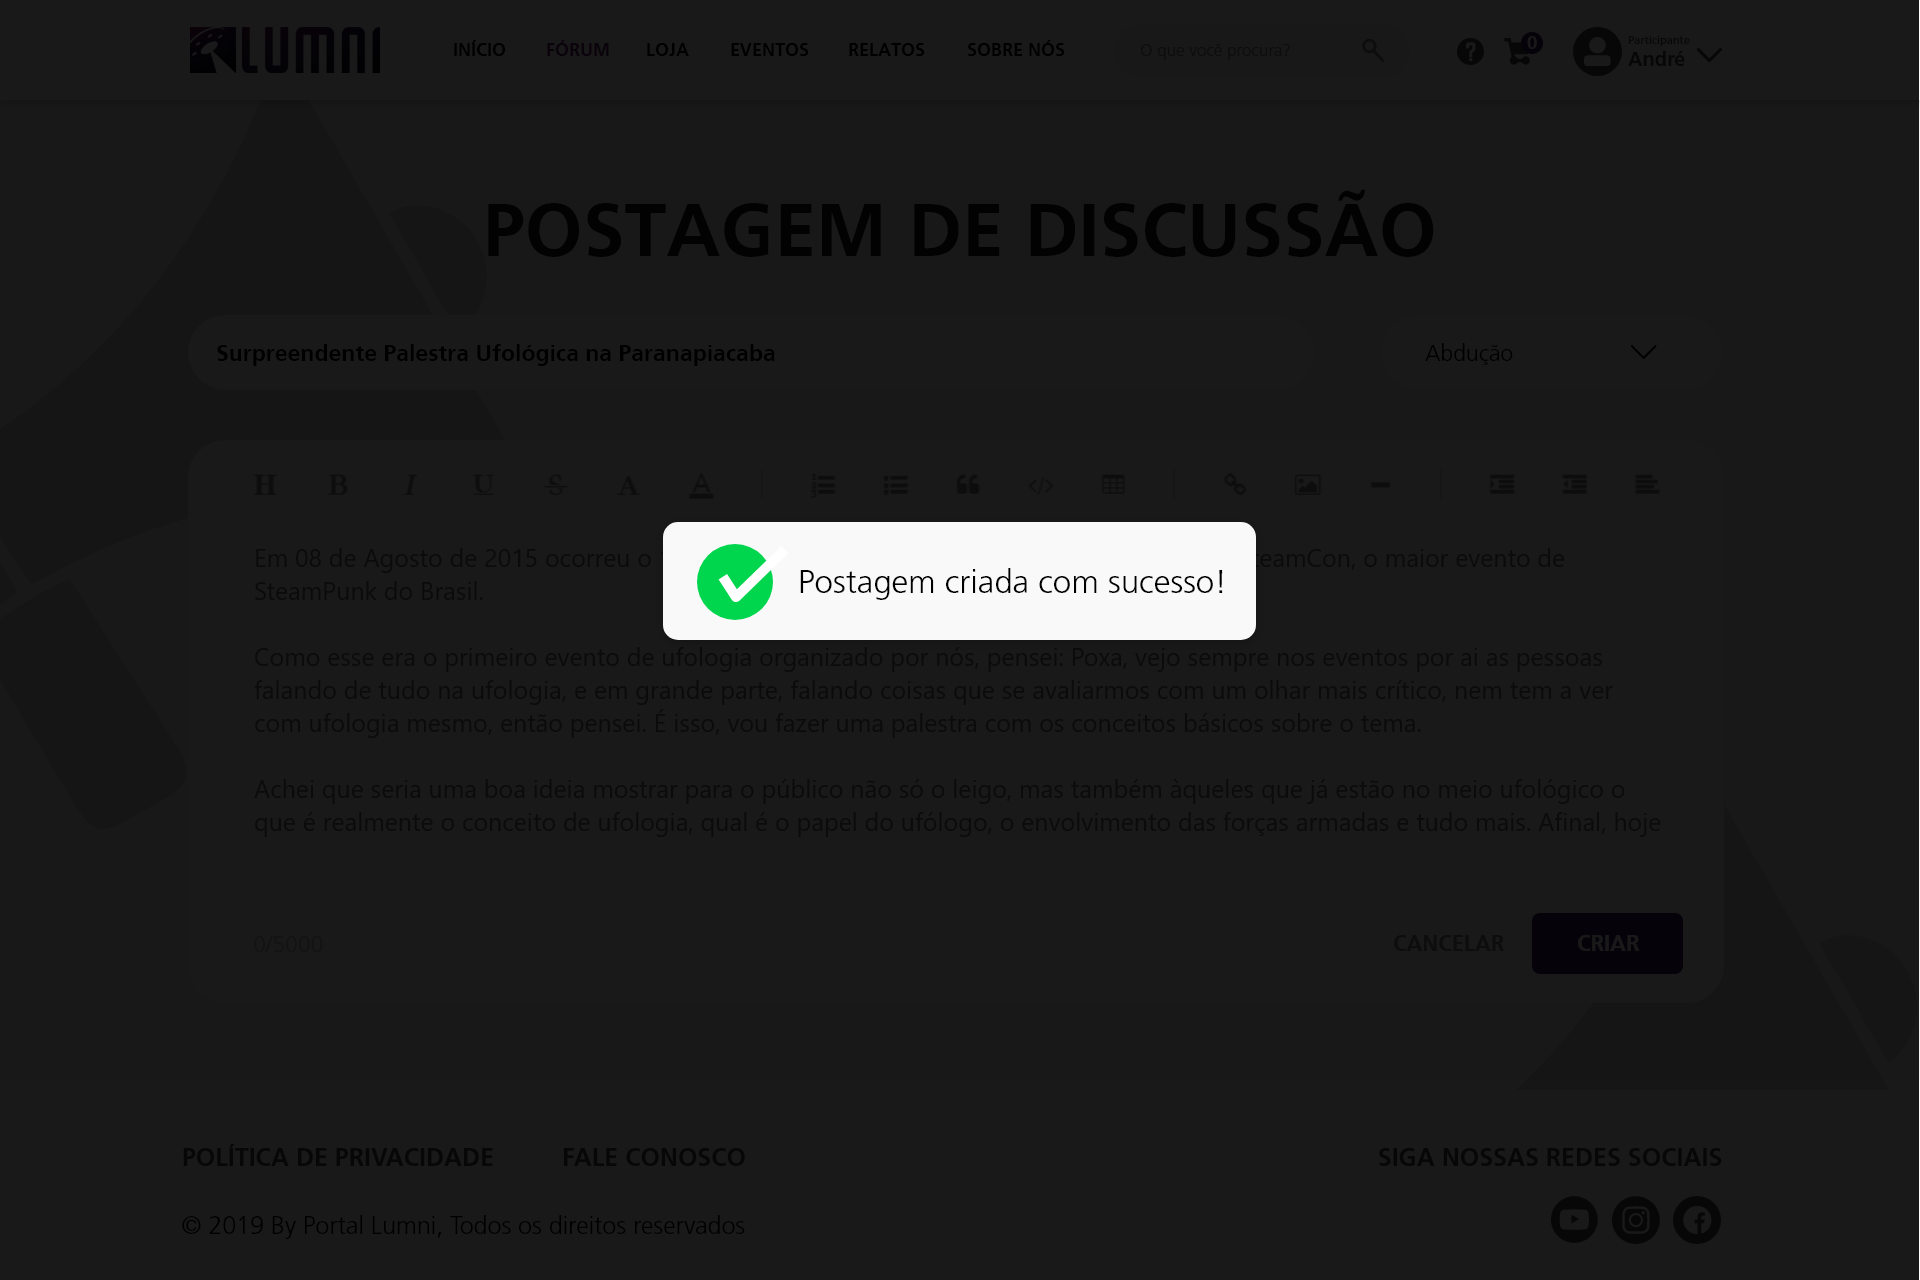 LUMNI
INÍCIO FÓRUM LOJA EVENTOS RELATOS SOBRE NÓS O que você procura? 0 Participante
André
POSTAGEM DE DISCUSSÃO
Surpreendente Palestra Ufológica na Paranapiacaba Abdução
Em 08 de Agosto de 2015 ocorreu o teamCon, o maior evento de
SteamPunk do Brasil.
Postagem criada com sucesso!
Como esse era o primeiro evento de ufologia organizado por nós, pensei: Poxa, vejo sempre nos eventos por ai as pessoas
falando de tudo na ufologia, e em grande parte, falando coisas que se avaliarmos com um olhar mais crítico, nem tem a ver
com ufologia mesmo, então pensei. É isso, vou fazer uma palestra com os conceitos básicos sobre o tema.
Achei que seria uma boa ideia mostrar para o público não só o leigo, mas também àqueles que já estão no meio ufológico o
que é realmente o conceito de ufologia, qual é o papel do ufólogo, o envolvimento das forças armadas e tudo mais. Afinal, hoje
0/5000 CANCELAR CRIAR
POLÍTICA DE PRIVACIDADE FALE CONOSCO SIGA NOSSAS REDES SOCIAIS
© 2019 By Portal Lumni, Todos os direitos reservados